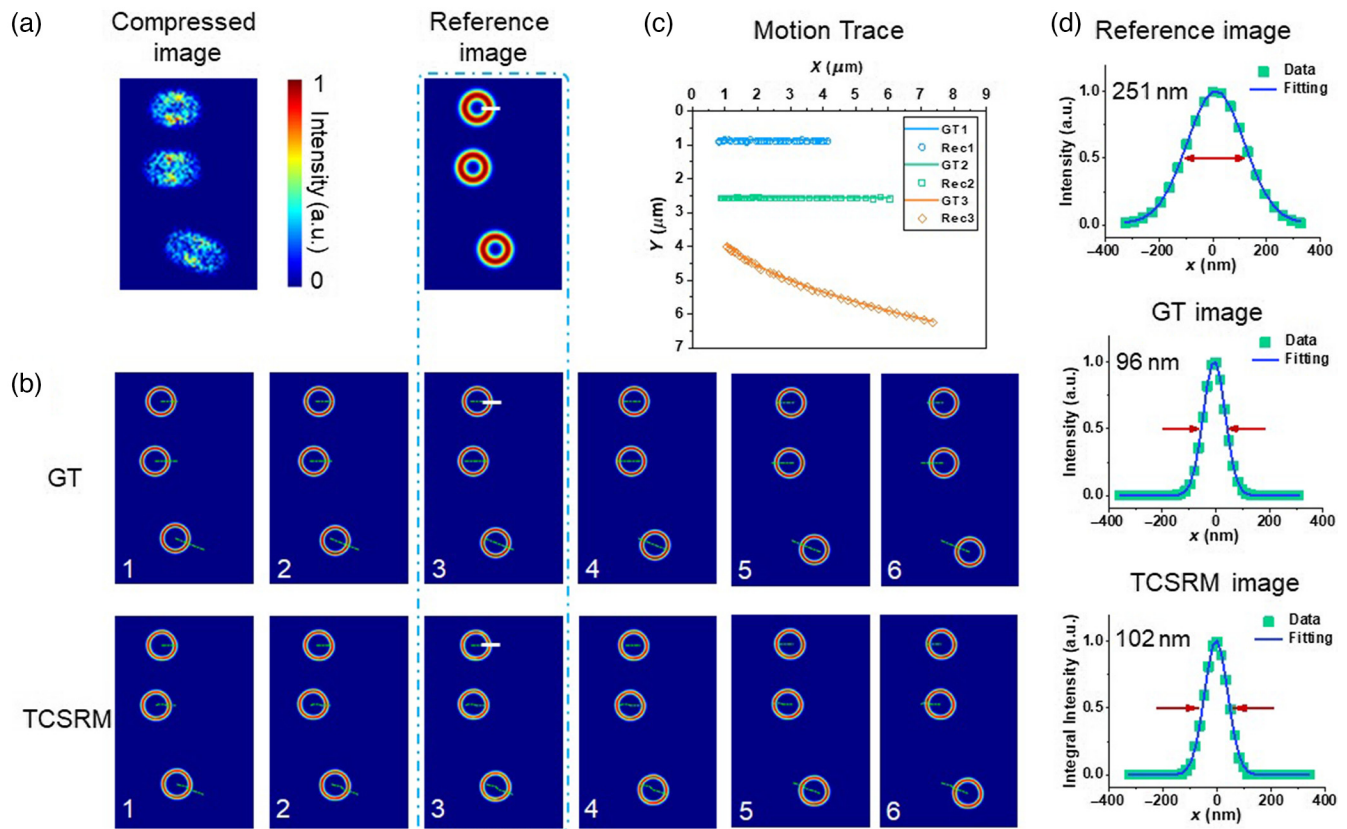 (a)
Compressed
image
1
Intensity (a.u.)
0
Reference
image
(c)
Motion Trace
X (μm)
0 1 2 3 4 5 6 7 8 9
Y (μm)
0
1
2
3
4
5
6
7
GT1
Rec1
GT2
Rec2
GT3
Rec3
(d)
Reference image
251 nm
Data
Fitting
Intensity (a.u.)
1.0
0.5
0.0
−400 −200 0 200 400
x (nm)
GT image
96 nm
Data
Fitting
Intensity (a.u.)
1.0
0.5
0.0
−400 −200 0 200 400
x (nm)
TCSRM image
102 nm
Data
Fitting
Integral Intensity (a.u.)
1.0
0.5
0.0
−400 −200 0 200 400
x (nm)
(b)
GT
1 2 3 4 5 6
TCSRM
1 2 3 4 5 6